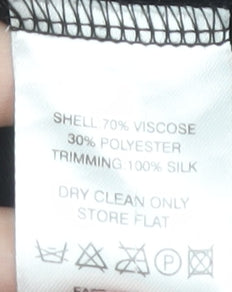 SHELL:70% VISCOSE
30% POLYESTER
TRIMMING:100% SILK
DRY CLEAN ONLY
STORE FLAT
P